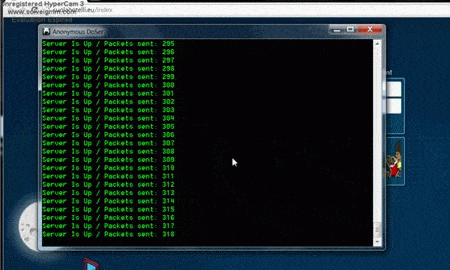 Unregistered HyperCam 3
www.solveigmm.com
Evaluation Expired
Anonymous DoSer
Server Is Up / Packets sent: 295
Server Is Up / Packets sent: 296
Server Is Up / Packets sent: 297
Server Is Up / Packets sent: 298
Server Is Up / Packets sent: 299
Server Is Up / Packets sent: 300
Server Is Up / Packets sent: 301
Server Is Up / Packets sent: 302
Server Is Up / Packets sent: 303
Server Is Up / Packets sent: 304
Server Is Up / Packets sent: 305
Server Is Up / Packets sent: 306
Server Is Up / Packets sent: 307
Server Is Up / Packets sent: 308
Server Is Up / Packets sent: 309
Server Is Up / Packets sent: 310
Server Is Up / Packets sent: 311
Server Is Up / Packets sent: 312
Server Is Up / Packets sent: 313
Server Is Up / Packets sent: 314
Server Is Up / Packets sent: 315
Server Is Up / Packets sent: 316
Server Is Up / Packets sent: 317
Server Is Up / Packets sent: 318